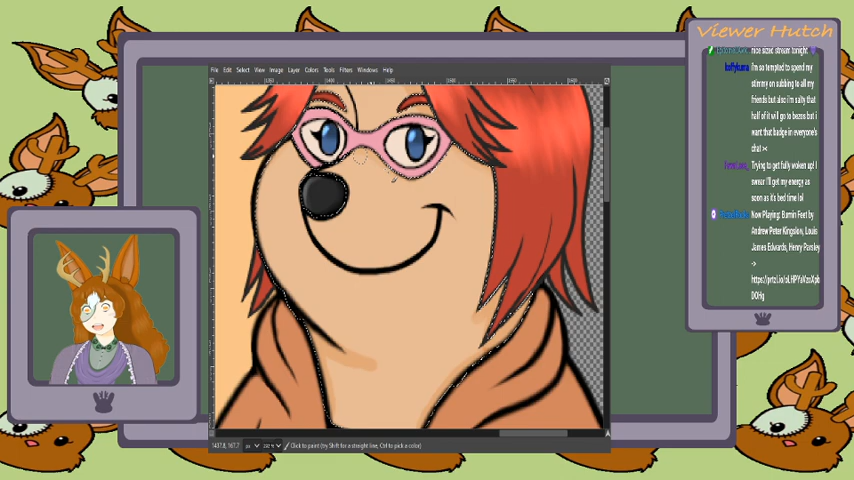 Viewer Hutch
nice sized stream tonight
File Edit Select View Image Layer Colors Tools Filters Windows Help
I'm so tempted to spend my
stimmy on subbing to all my
friends but also i'm salty that
half of it will go to bezos but i
want that badge in everyone's
chat ><
Trying to get fully woken up! I
swear I'll get my energy as
soon as it's bed time lol
Now Playing: Burnin Feet by
Andrew Peter Kingslow, Louis
James Edwards, Henry Parsley
->
px
Click to paint (try Shift for a straight line, Ctrl to pick a color)